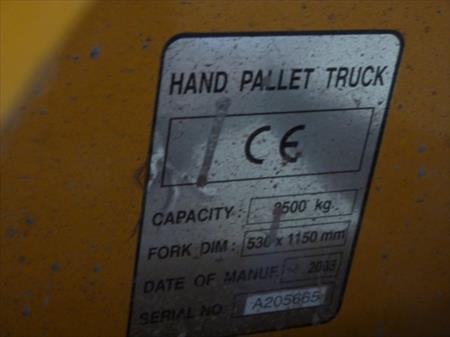 HAND PALLET TRUCK
CE
CAPACITY: 2500 kg
FORK DIM: 530 x 1150 mm
DATE OF MANUF.
SERIAL NO. A205665